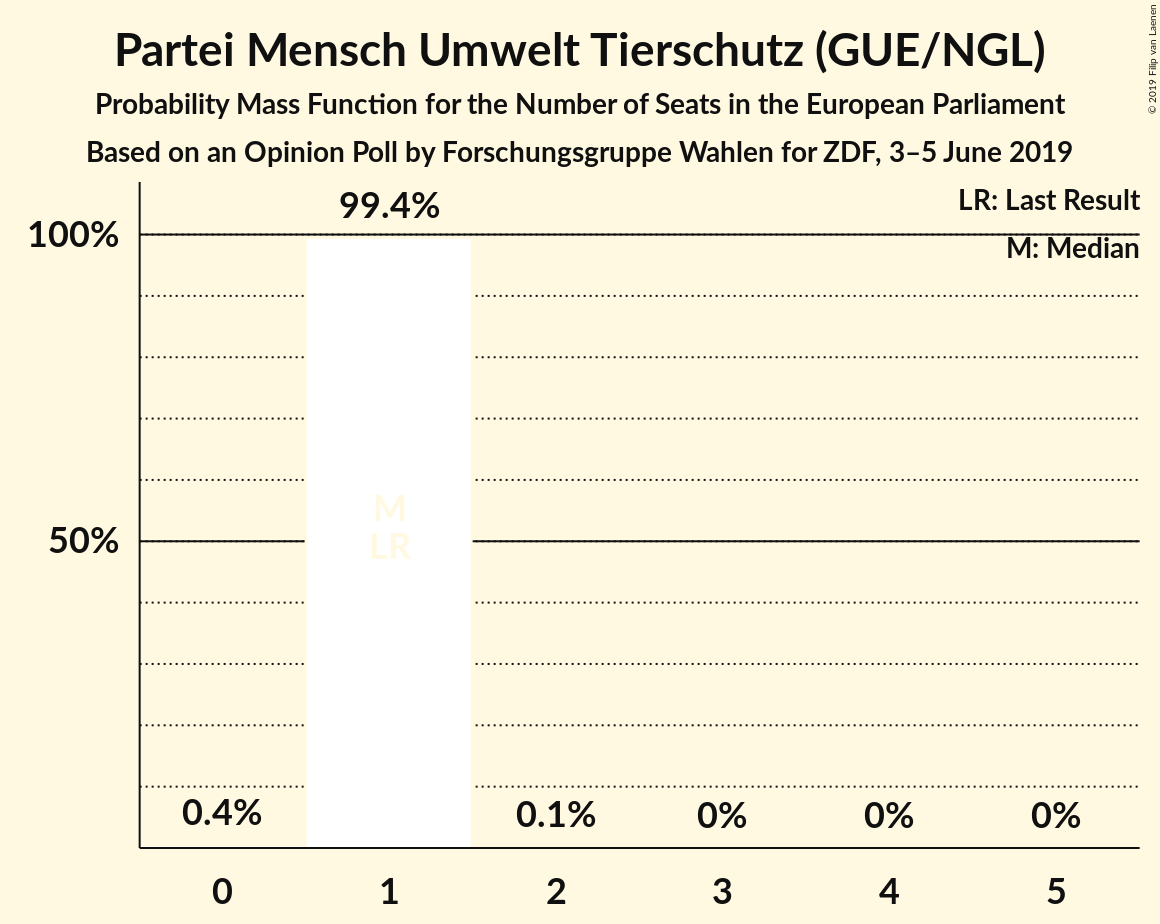 Partei Mensch Umwelt Tierschutz (GUE/NGL)
Probability Mass Function for the Number of Seats in the European Parliament
Based on an Opinion Poll by Forschungsgruppe Wahlen for ZDF, 3–5 June 2019
© 2019 Filip van Laenen
LR: Last Result
M: Median
100%
50%
99.4%
M
LR
0.4%
0.1%
0%
0%
0%
0
1
2
3
4
5